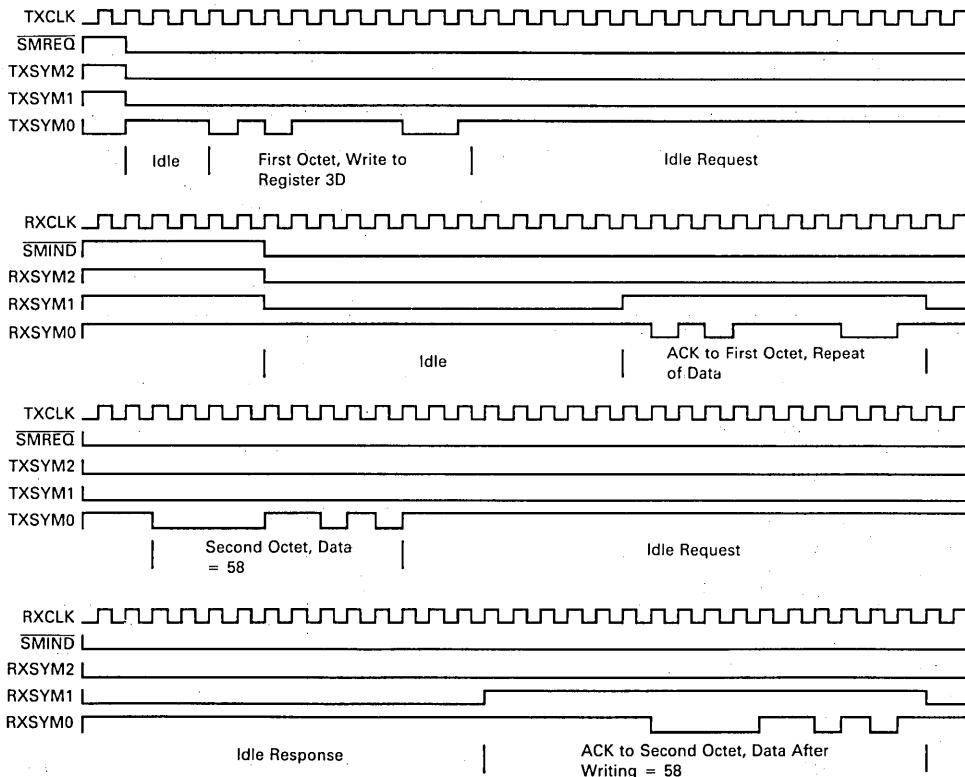 TXCLK
SMREQ
TXSYM2
TXSYM1
TXSYM0
Idle
First Octet, Write to
Register 3D
Idle Request
RXCLK
SMIND
RXSYM2
RXSYM1
RXSYM0
Idle
ACK to First Octet, Repeat
of Data
TXCLK
SMREQ
TXSYM2
TXSYM1
TXSYM0
Second Octet, Data
= 58
Idle Request
RXCLK
SMIND
RXSYM2
RXSYM1
RXSYM0
Idle Response
ACK to Second Octet, Data After
Writing = 58